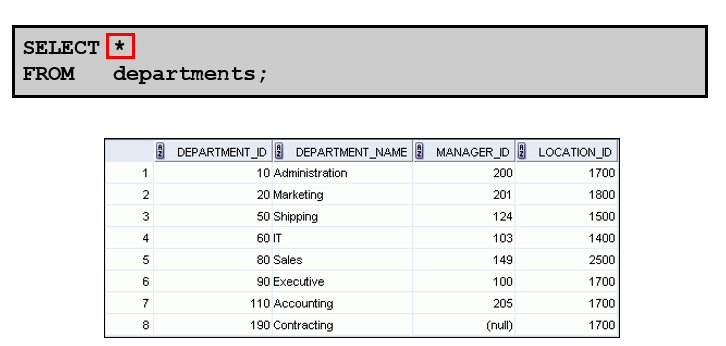 SELECT *
FROM departments;
DEPARTMENT_ID DEPARTMENT_NAME MANAGER_ID LOCATION_ID
1 10 Administration 200 1700
2 20 Marketing 201 1800
3 50 Shipping 124 1500
4 60 IT 103 1400
5 80 Sales 149 2500
6 90 Executive 100 1700
7 110 Accounting 205 1700
8 190 Contracting (null) 1700